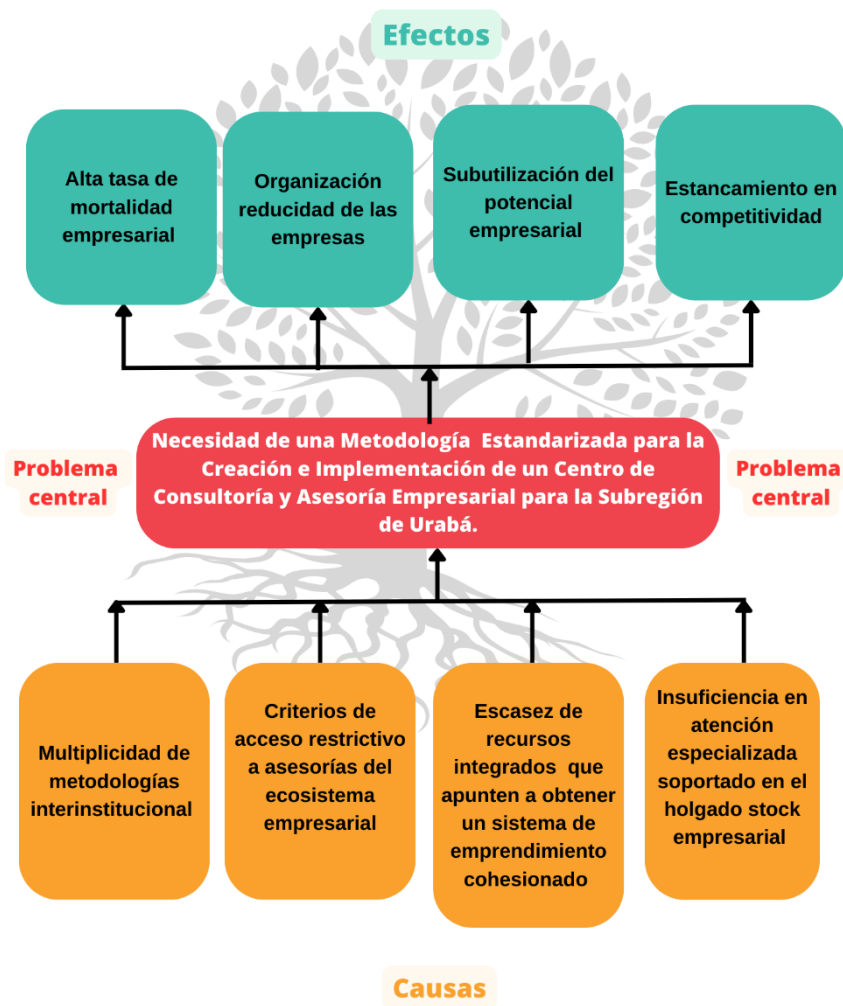 Efectos
Alta tasa de
mortalidad
empresarial
Organización
reducidad de las
empresas
Subutilización del
potencial
empresarial
Estancamiento en
competitividad
Problema
central
Necesidad de una Metodología Estandarizada para la
Creación e Implementación de un Centro de
Consultoría y Asesoría Empresarial para la Subregión
de Urabá.
Problema
central
Multiplicidad de
metodologías
interinstitucional
Criterios de
acceso restrictivo
a asesorías del
ecosistema
empresarial
Escasez de
recursos
integrados que
apunten a obtener
un sistema de
emprendimiento
cohesionado
Insuficiencia en
atención
especializada
soportado en el
holgado stock
empresarial
Causas